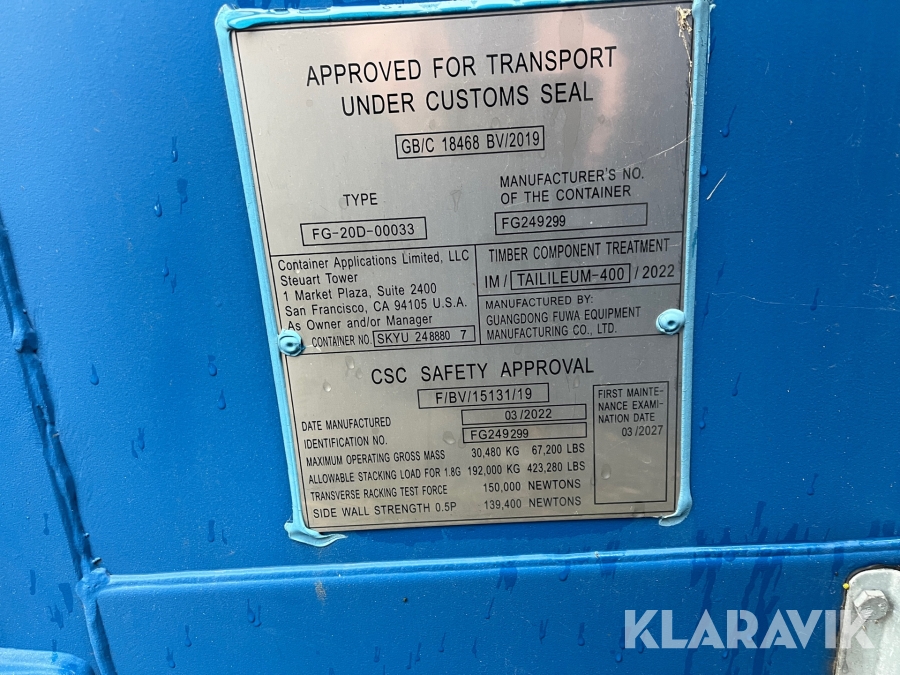 APPROVED FOR TRANSPORT
UNDER CUSTOMS SEAL
GB/C 18468 BV/2019
TYPE
FG-20D-00033
MANUFACTURER'S NO.
OF THE CONTAINER
FG249299
Container Applications Limited, LLC
Steuart Tower
1 Market Plaza, Suite 2400
San Francisco, CA 94105 U.S.A.
As Owner and/or Manager
CONTAINER NO. SKYU 248880 7
TIMBER COMPONENT TREATMENT
IM / TAILILEUM-400 / 2022
MANUFACTURED BY:
GUANGDONG FUWA EQUIPMENT
MANUFACTURING CO., LTD.
CSC SAFETY APPROVAL
F/BV/15131/19
DATE MANUFACTURED 03/2022
IDENTIFICATION NO. FG249299
MAXIMUM OPERATING GROSS MASS 30,480 KG 67,200 LBS
ALLOWABLE STACKING LOAD FOR 1.8G 192,000 KG 423,280 LBS
TRANSVERSE RACKING TEST FORCE 150,000 NEWTONS
SIDE WALL STRENGTH 0.5P 139,400 NEWTONS
FIRST MAINTE-
NANCE EXAMI-
NATION DATE
03/2027
KLARAVIK